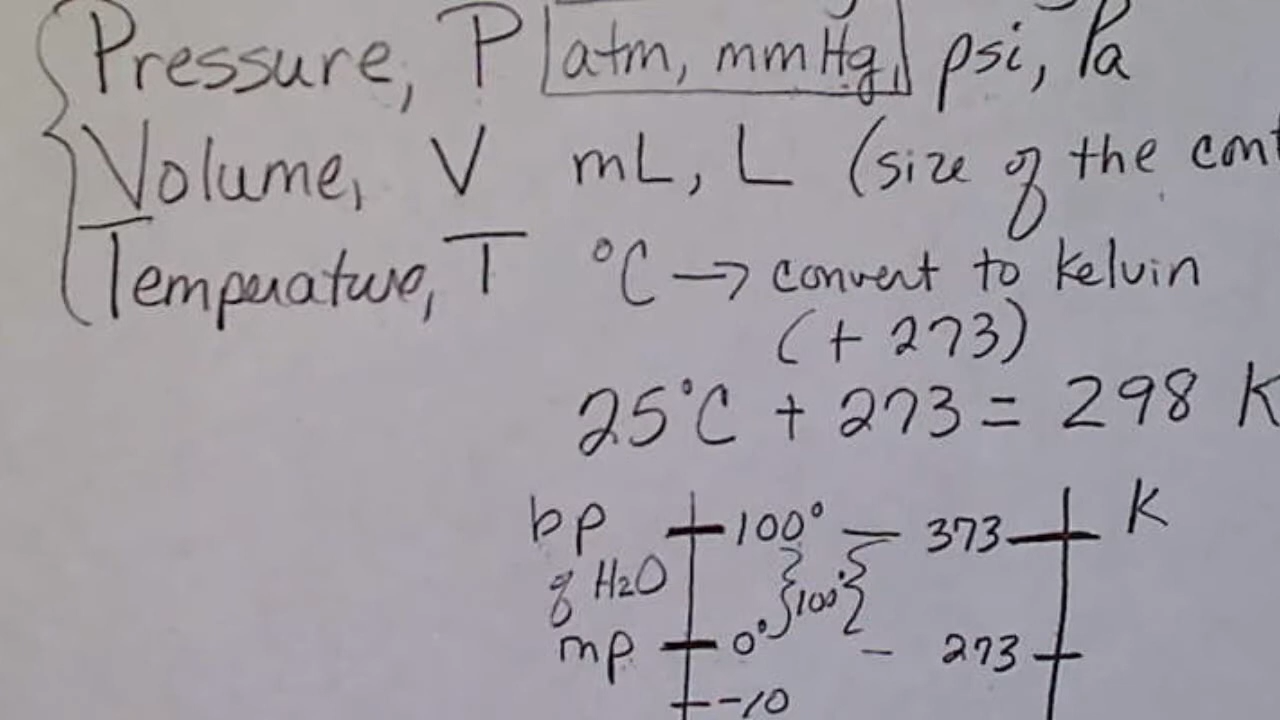 Pressure, P atm, mmHg, psi, Pa
Volume, V mL, L (size of the cont
Temperature, T °C → convert to Kelvin
(+ 273)
25°C + 273 = 298 K
bp 100° — 373 K
of H2O 100°
mp 0° - 273
-10